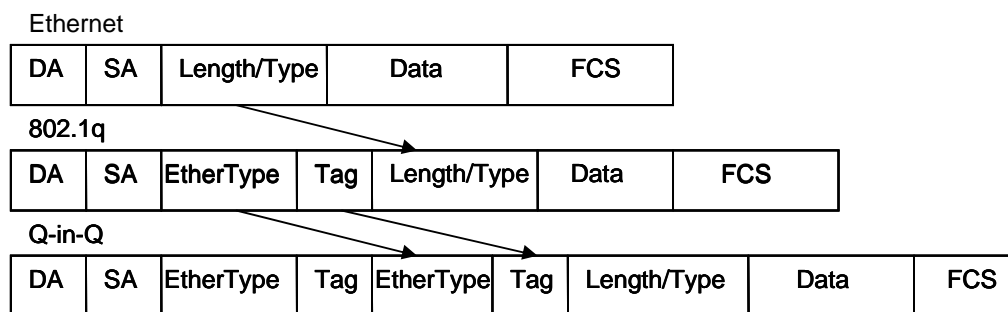 Ethernet
DA SA Length/Type Data FCS
802.1q
DA SA EtherType Tag Length/Type Data FCS
Q-in-Q
DA SA EtherType Tag EtherType Tag Length/Type Data FCS